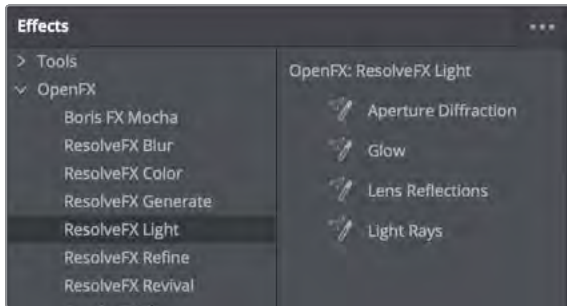 Effects
Tools
OpenFX
Boris FX Mocha
ResolveFX Blur
ResolveFX Color
ResolveFX Generate
ResolveFX Light
ResolveFX Refine
ResolveFX Revival
OpenFX: ResolveFX Light
Aperture Diffraction
Glow
Lens Reflections
Light Rays